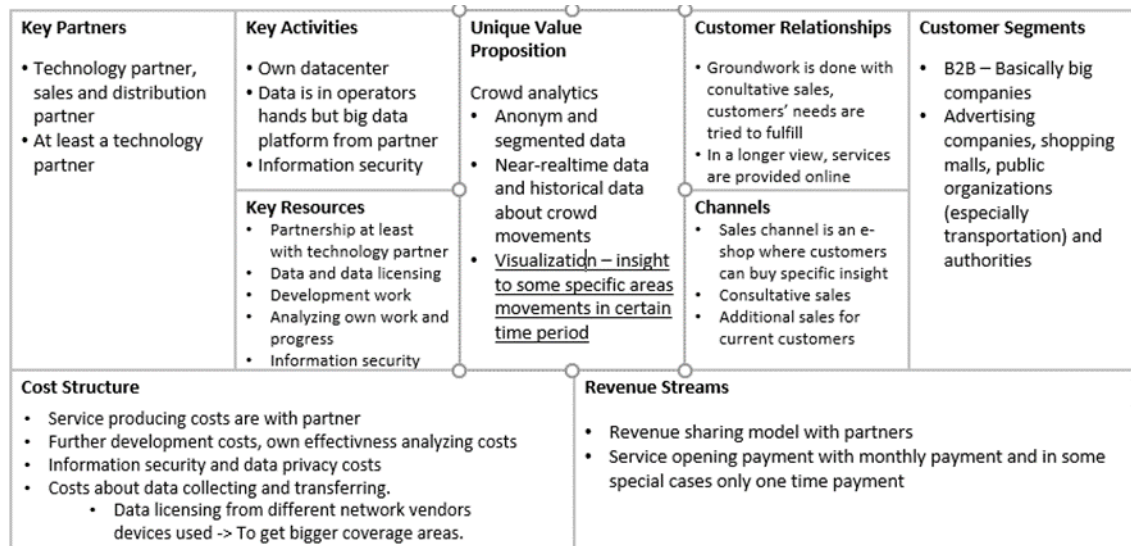 Key Partners
• Technology partner,
sales and distribution
partner
• At least a technology
partner
Key Activities
• Own datacenter
• Data is in operators
hands but big data
platform from partner
• Information security
Key Resources
• Partnership at least
with technology partner
• Data and data licensing
• Development work
• Analyzing own work and
progress
• Information security
Unique Value
Proposition
Crowd analytics
• Anonym and
segmented data
• Near-realtime data
and historical data
about crowd
movements
• Visualization – insight
to some specific areas
movements in certain
time period
Customer Relationships
• Groundwork is done with
conultative sales,
customers’ needs are
tried to fulfill
• In a longer view, services
are provided online
Channels
• Sales channel is an e-
shop where customers
can buy specific insight
• Consultative sales
• Additional sales for
current customers
Customer Segments
• B2B – Basically big
companies
• Advertising
companies, shopping
malls, public
organizations
(especially
transportation) and
authorities
Cost Structure
• Service producing costs are with partner
• Further development costs, own effectivness analyzing costs
• Information security and data privacy costs
• Costs about data collecting and transferring.
• Data licensing from different network vendors
devices used -> To get bigger coverage areas.
Revenue Streams
• Revenue sharing model with partners
• Service opening payment with monthly payment and in some
special cases only one time payment